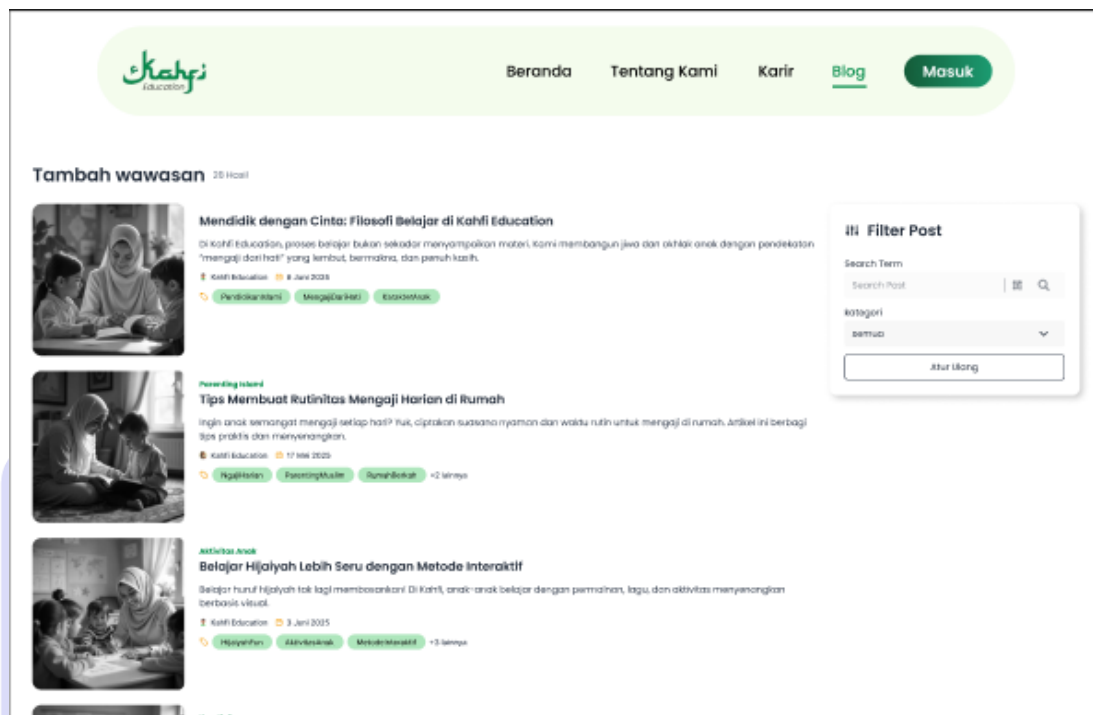 Kahfi
Education
Beranda
Tentang Kami
Karir
Blog
Masuk
Tambah wawasan
Hasil
Mendidik dengan Cinta: Filosofi Belajar di Kahfi Education
Di Kahfi Education, proses belajar bukan sekadar menyampaikan materi. Kami membangun jiwa dan akhlak anak dengan pendekatan
"mengaji dari hati" yang lembut, bermakna, dan penuh kasih.
Kahfi Education
Juni 2025
PendidikanIslami
MengajiDariHati
KarakterAnak
Parenting Islami
Tips Membuat Rutinitas Mengaji Harian di Rumah
Ingin anak semangat mengaji setiap hari? Yuk, ciptakan suasana nyaman dan waktu rutin untuk mengaji di rumah. Artikel ini berbagi
tips praktis dan menyenangkan.
Kahfi Education
17 Mei 2025
NgajiHarian
ParentingMuslim
RumahBerkah
+2 lainnya
Aktivitas Anak
Belajar Hijaiyah Lebih Seru dengan Metode Interaktif
Belajar huruf hijaiyah tak lagi membosankan! Di Kahfi, anak-anak belajar dengan permainan, lagu, dan aktivitas menyenangkan
berbasis visual.
Kahfi Education
3 Juni 2025
HijaiyahFun
AktivitasAnak
MetodeInteraktif
+3 lainnya
Filter Post
Search Term
Search Post
kategori
semua
Atur Ulang